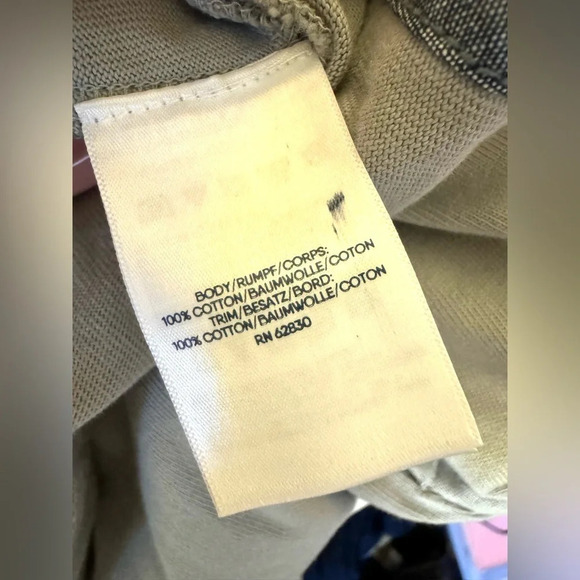 BODY/RUMPF/CORPS:
100% COTTON/BAUMWOLLE/COTON
TRIM/BESATZ/BORD:
100% COTTON/BAUMWOLLE/COTON
RN 62830